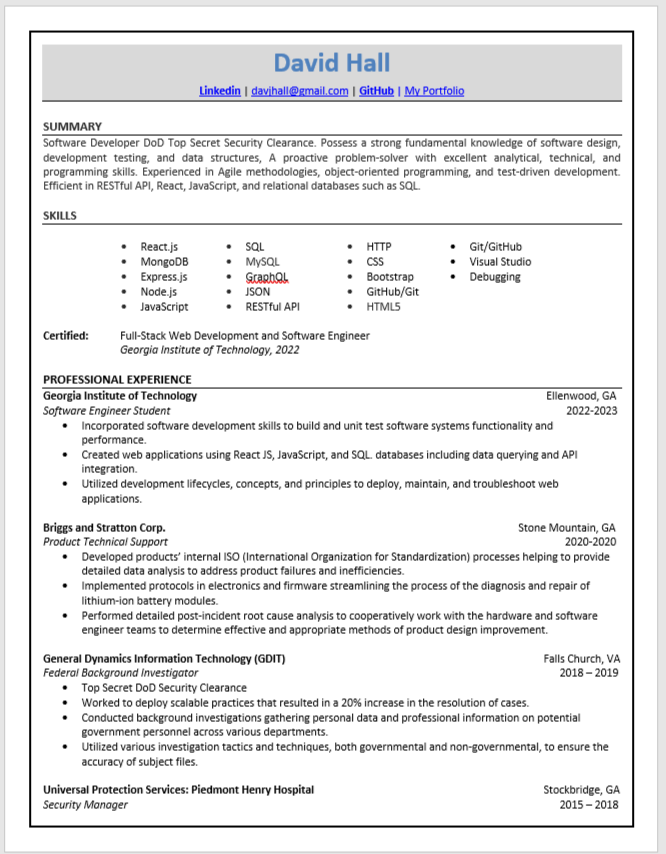 David Hall
Linkedin | davjhall@gmail.com | GitHub | My Portfolio
SUMMARY
Software Developer DoD Top Secret Security Clearance. Possess a strong fundamental knowledge of software design,
development testing, and data structures, A proactive problem-solver with excellent analytical, technical, and
programming skills. Experienced in Agile methodologies, object-oriented programming, and test-driven development.
Efficient in RESTful API, React, JavaScript, and relational databases such as SQL.
SKILLS
• React.js • SQL • HTTP • Git/GitHub
• MongoDB • MySQL • CSS • Visual Studio
• Express.js • GraphQL • Bootstrap • Debugging
• Node.js • JSON • GitHub/Git
• JavaScript • RESTful API • HTML5
Certified: Full-Stack Web Development and Software Engineer
Georgia Institute of Technology, 2022
PROFESSIONAL EXPERIENCE
Georgia Institute of Technology Ellenwood, GA
Software Engineer Student 2022-2023
• Incorporated software development skills to build and unit test software systems functionality and
performance.
• Created web applications using React JS, JavaScript, and SQL. databases including data querying and API
integration.
• Utilized development lifecycles, concepts, and principles to deploy, maintain, and troubleshoot web
applications.
Briggs and Stratton Corp. Stone Mountain, GA
Product Technical Support 2020-2020
• Developed products' internal ISO (International Organization for Standardization) processes helping to provide
detailed data analysis to address product failures and inefficiencies.
• Implemented protocols in electronics and firmware streamlining the process of the diagnosis and repair of
lithium-ion battery modules.
• Performed detailed post-incident root cause analysis to cooperatively work with the hardware and software
engineer teams to determine effective and appropriate methods of product design improvement.
General Dynamics Information Technology (GDIT) Falls Church, VA
Federal Background Investigator 2018 – 2019
• Top Secret DoD Security Clearance
• Worked to deploy scalable practices that resulted in a 20% increase in the resolution of cases.
• Conducted background investigations gathering personal data and professional information on potential
government personnel across various departments.
• Utilized various investigation tactics and techniques, both governmental and non-governmental, to ensure the
accuracy of subject files.
Universal Protection Services: Piedmont Henry Hospital Stockbridge, GA
Security Manager 2015 – 2018